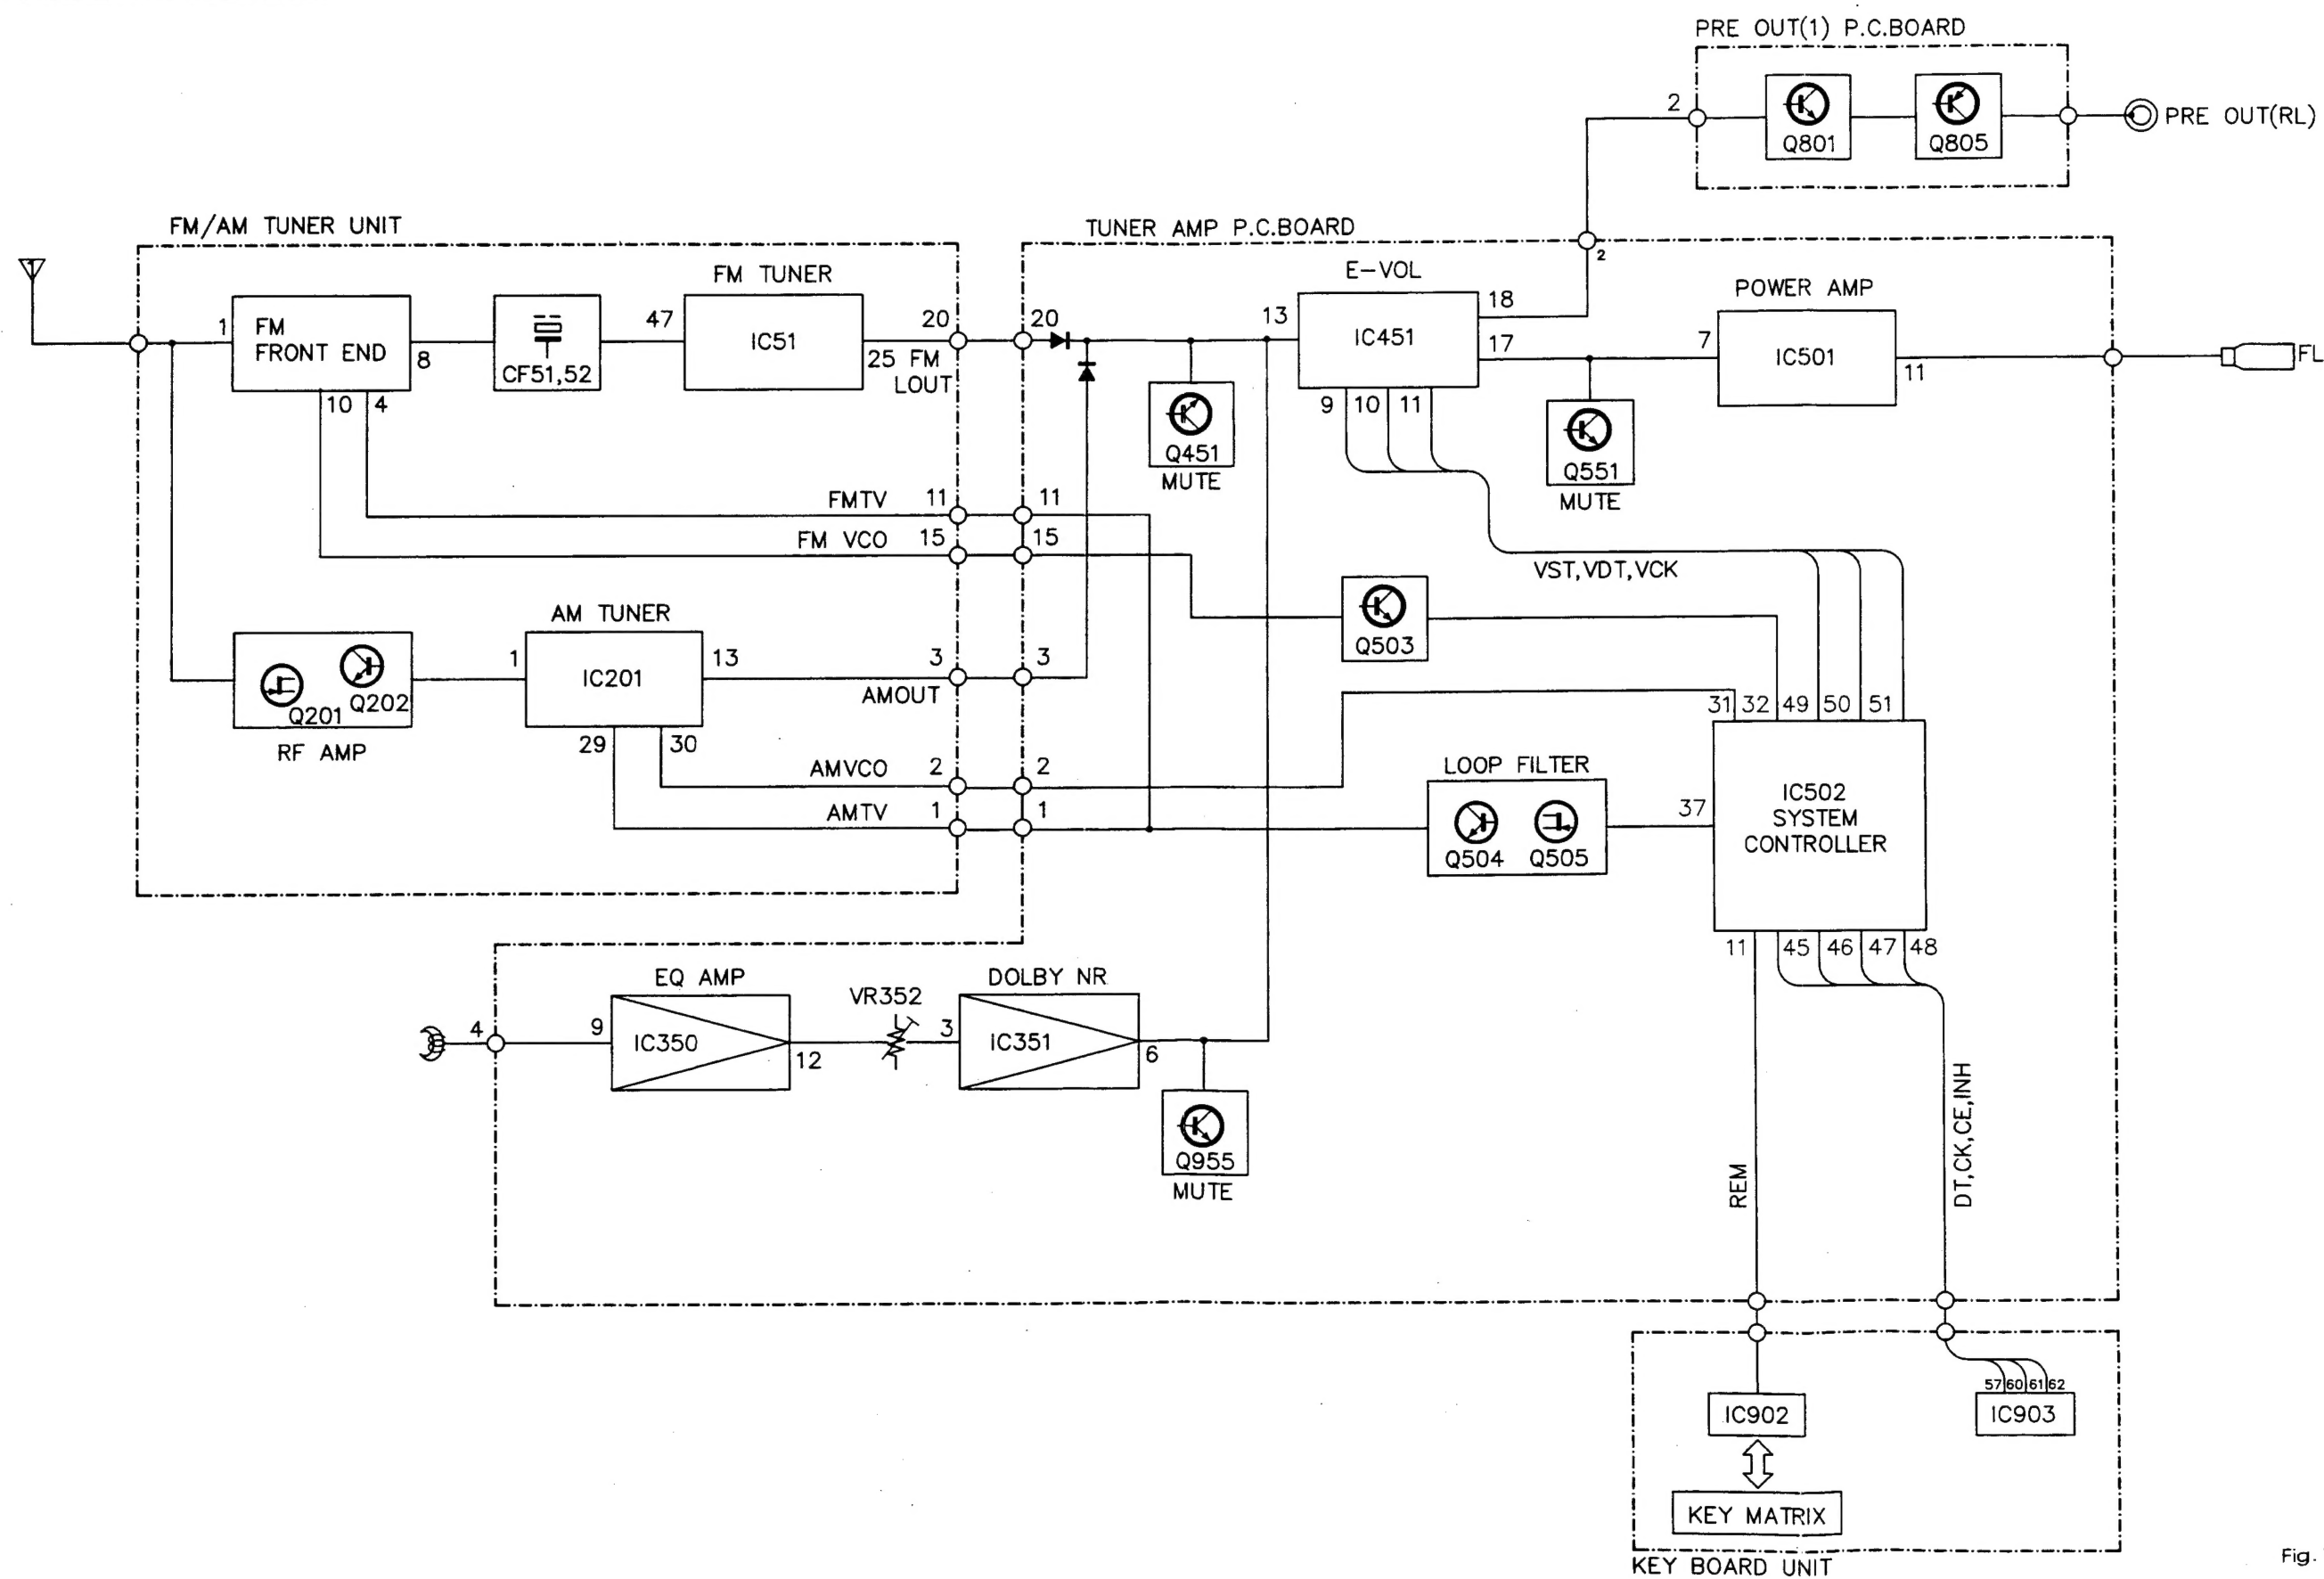 PRE OUT(1) P.C.BOARD
2
Q801
Q805
PRE OUT(RL)
FM/AM TUNER UNIT
TUNER AMP P.C.BOARD
2
FM TUNER
E-VOL
POWER AMP
1
FM
FRONT END
8
10
4
CF51,52
47
IC51
20
25 FM
LOUT
20
13
IC451
18
17
9
10
11
7
IC501
11
FL
Q451
MUTE
Q551
MUTE
FMTV
11
11
FM VCO
15
15
VST,VDT,VCK
Q503
AM TUNER
Q201
Q202
RF AMP
1
IC201
13
29
30
3
AMOUT
3
31
32
49
50
51
AMVCO
2
2
AMTV
1
1
LOOP FILTER
Q504
Q505
37
IC502
SYSTEM
CONTROLLER
11
45
46
47
48
EQ AMP
VR352
DOLBY NR
4
9
IC350
12
3
IC351
6
Q955
MUTE
REM
DT,CK,CE,INH
57
60
61
62
IC902
IC903
KEY MATRIX
KEY BOARD UNIT
Fig.